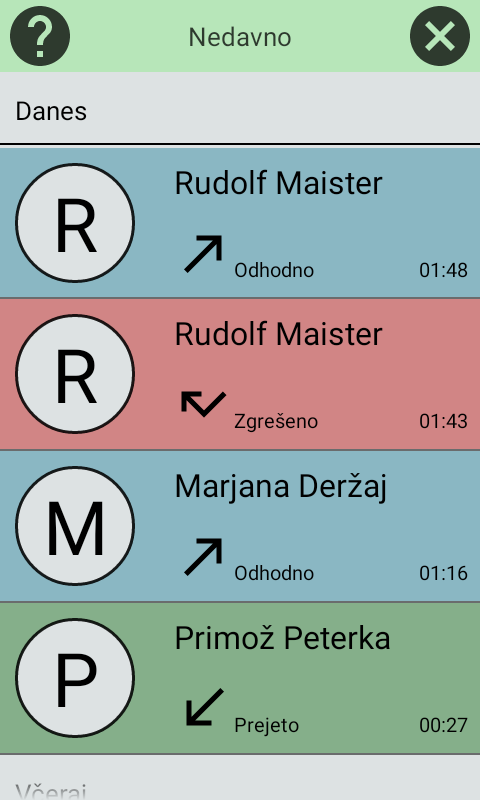 Nedavno
Danes
R
Rudolf Maister
Odhodno 01:48
R
Rudolf Maister
Zgrešeno 01:43
M
Marjana Deržaj
Odhodno 01:16
P
Primož Peterka
Prejeto 00:27
Včeraj